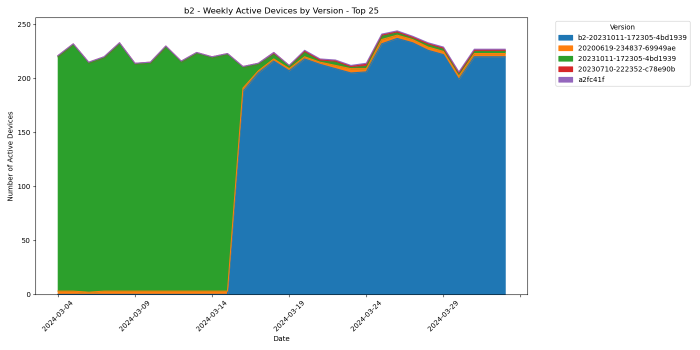 b2 - Weekly Active Devices by Version - Top 25
Version
b2-20231011-172305-4bd1939
20200619-234837-69949ae
20231011-172305-4bd1939
20230710-222352-c78e90b
a2fc41f
Number of Active Devices
250
200
150
100
50
0
2024-03-04
2024-03-09
2024-03-14
2024-03-19
2024-03-24
2024-03-29
Date